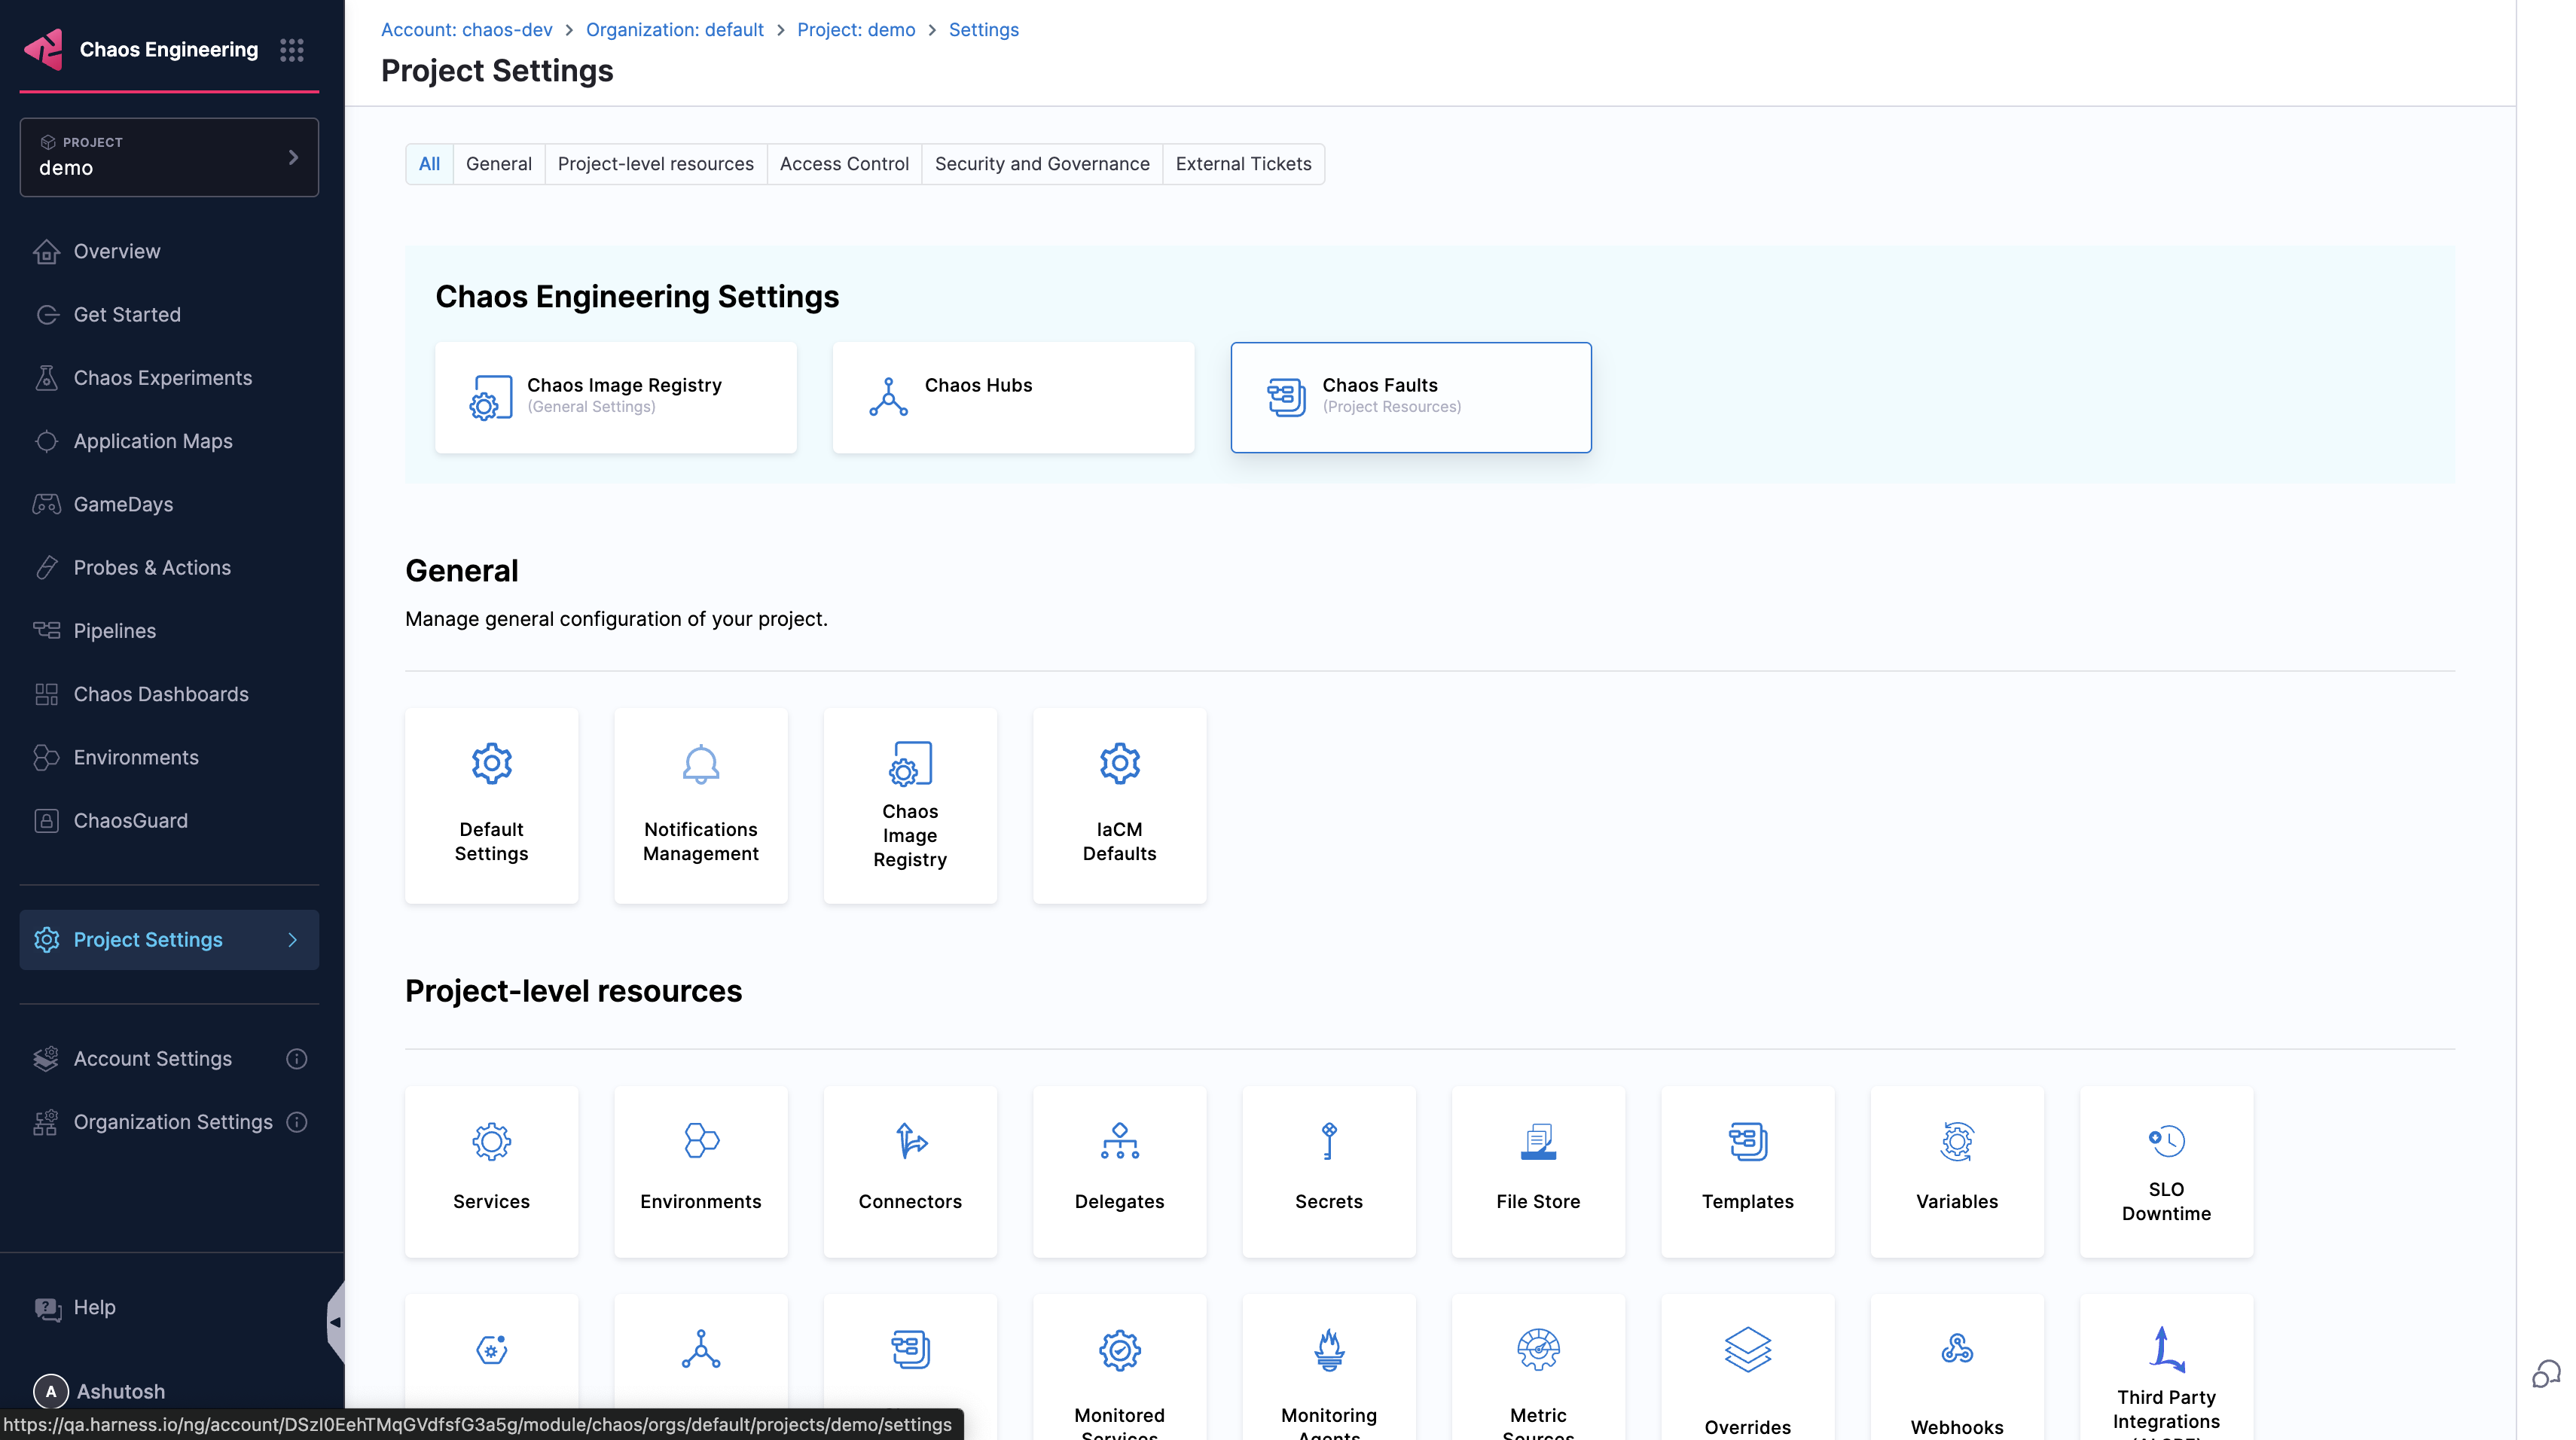 Chaos Engineering
PROJECT
demo
Overview
Get Started
Chaos Experiments
Application Maps
GameDays
Probes & Actions
Pipelines
Chaos Dashboards
Environments
ChaosGuard
Project Settings
Account Settings
Organization Settings
Help
A
Ashutosh
https://qa.harness.io/ng/account/DSzI0EehTMqGVdfsfG3a5g/module/chaos/orgs/default/projects/demo/settings
Account: chaos-dev > Organization: default > Project: demo > Settings
Project Settings
All
General
Project-level resources
Access Control
Security and Governance
External Tickets
Chaos Engineering Settings
Chaos Image Registry
(General Settings)
Chaos Hubs
Chaos Faults
(Project Resources)
General
Manage general configuration of your project.
Default
Settings
Notifications
Management
Chaos
Image
Registry
IaCM
Defaults
Project-level resources
Services
Environments
Connectors
Delegates
Secrets
File Store
Templates
Variables
SLO
Downtime
Monitored
Services
Monitoring
Agents
Metric
Sources
Overrides
Webhooks
Third Party
Integrations